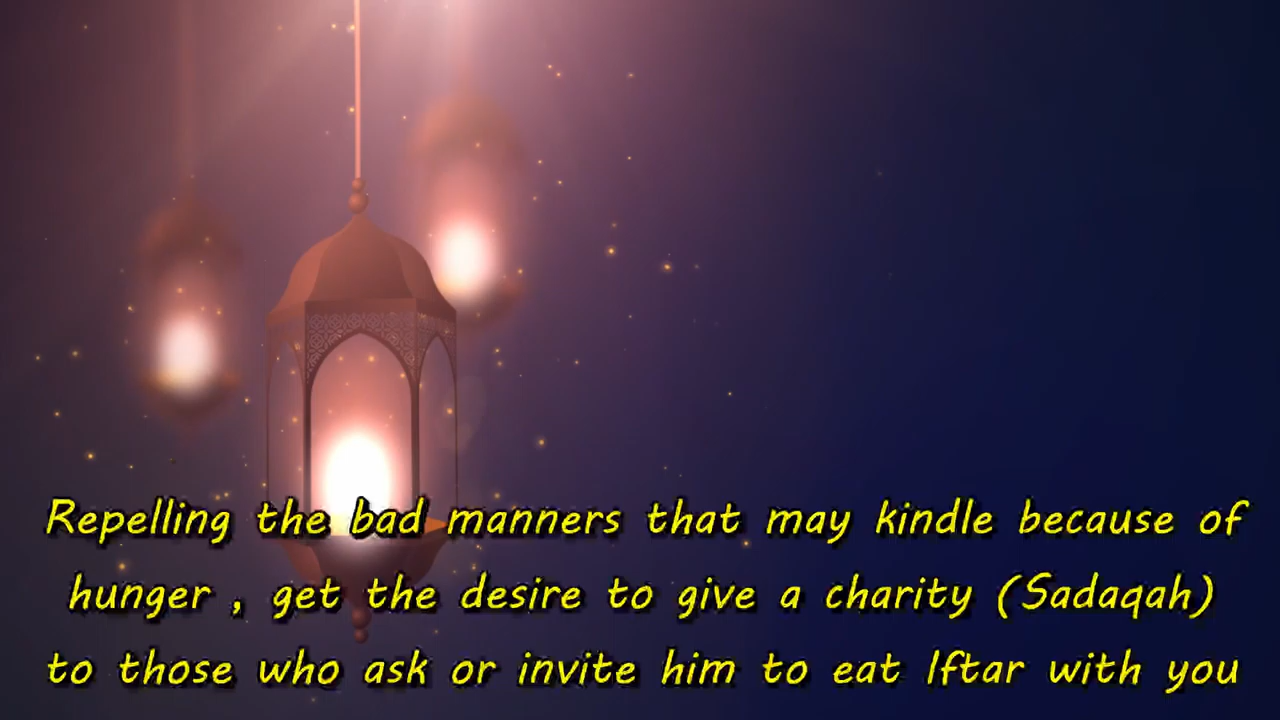 Repelling the bad manners that may kindle because of
hunger , get the desire to give a charity (Sadaqah)
to those who ask or invite him to eat Iftar with you